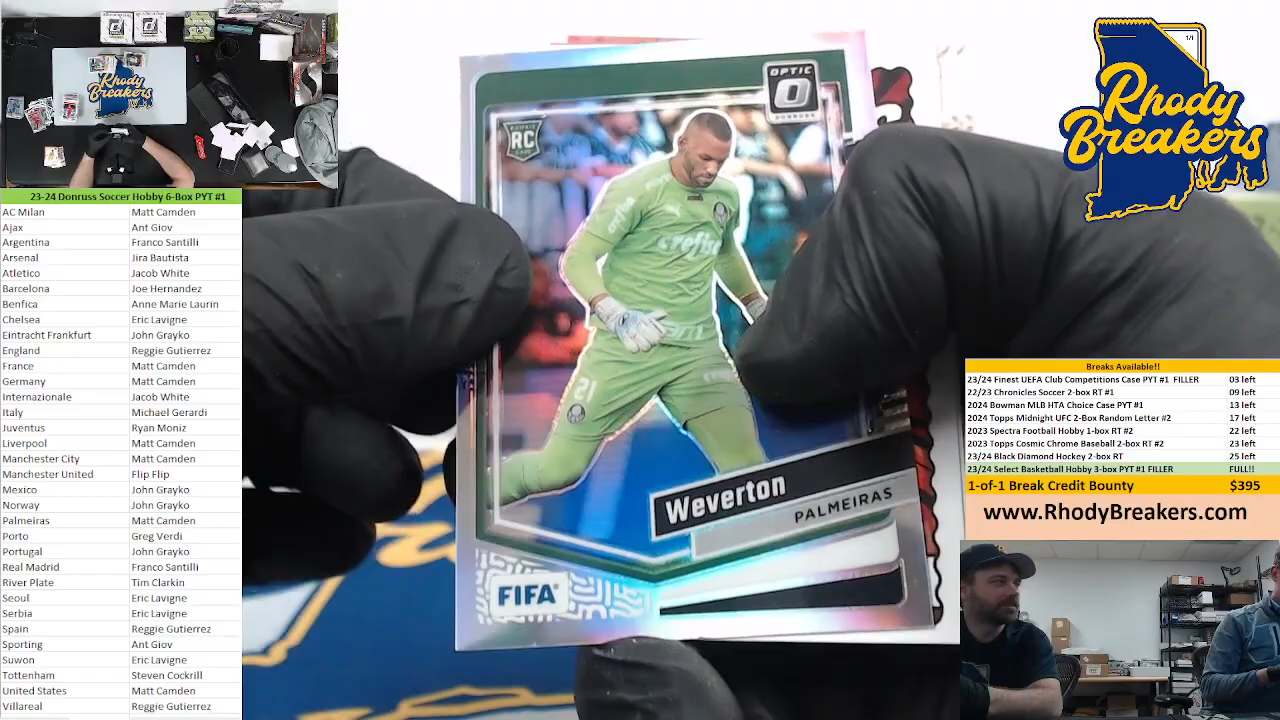 23-24 Donruss Soccer Hobby 6-Box PYT #1
AC Milan Matt Camden
Ajax Ant Giov
Argentina Franco Santilli
Arsenal Jira Bautista
Atletico Jacob White
Barcelona Joe Hernandez
Benfica Anne Marie Laurin
Chelsea Eric Lavigne
Eintracht Frankfurt John Grayko
England Reggie Gutierrez
France Matt Camden
Germany Matt Camden
Internazionale Jacob White
Italy Michael Gerardi
Juventus Ryan Moniz
Liverpool Matt Camden
Manchester City Matt Camden
Manchester United Flip Flip
Mexico John Grayko
Norway John Grayko
Palmeiras Matt Camden
Porto Greg Verdi
Portugal John Grayko
Real Madrid Franco Santilli
River Plate Tim Clarkin
Seoul Eric Lavigne
Serbia Eric Lavigne
Spain Reggie Gutierrez
Sporting Ant Giov
Suwon Eric Lavigne
Tottenham Steven Cockrill
United States Matt Camden
Villareal Reggie Gutierrez
Rhody
Breakers
OPTIC
DONRUSS
RC
crefisa
21
Weverton
PALMEIRAS
FIFA
1/1
Rhody
Breakers
Breaks Available!!
23/24 Finest UEFA Club Competitions Case PYT #1 FILLER 03 left
22/23 Chronicles Soccer 2-box RT #1 09 left
2024 Bowman MLB HTA Choice Case PYT #1 13 left
2024 Topps Midnight UFC 2-Box Random Letter #2 17 left
2023 Spectra Football Hobby 1-box RT #2 22 left
2023 Topps Cosmic Chrome Baseball 2-box RT #2 23 left
23/24 Black Diamond Hockey 2-box RT 25 left
23/24 Select Basketball Hobby 3-box PYT #1 FILLER FULL!!
1-of-1 Break Credit Bounty $395
www.RhodyBreakers.com